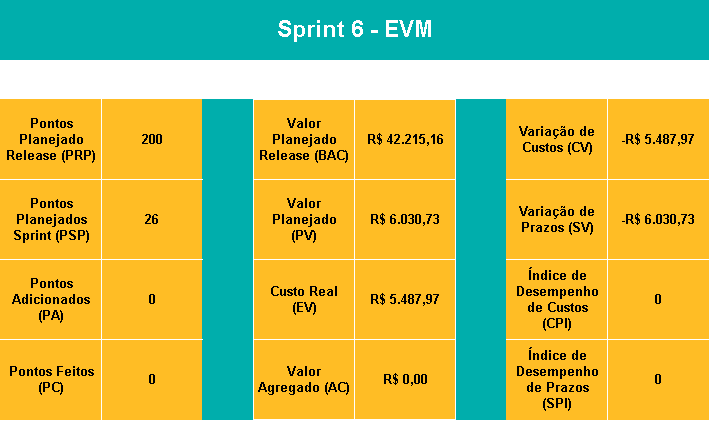 Sprint 6 - EVM
Pontos
Planejado
Release (PRP)
200
Valor
Planejado
Release (BAC)
R$ 42.215,16
Variação de
Custos (CV)
-R$ 5.487,97
Pontos
Planejados
Sprint (PSP)
26
Valor
Planejado
(PV)
R$ 6.030,73
Variação de
Prazos (SV)
-R$ 6.030,73
Pontos
Adicionados
(PA)
0
Custo Real
(EV)
R$ 5.487,97
Índice de
Desempenho
de Custos
(CPI)
0
Pontos Feitos
(PC)
0
Valor
Agregado (AC)
R$ 0,00
Índice de
Desempenho
de Prazos
(SPI)
0